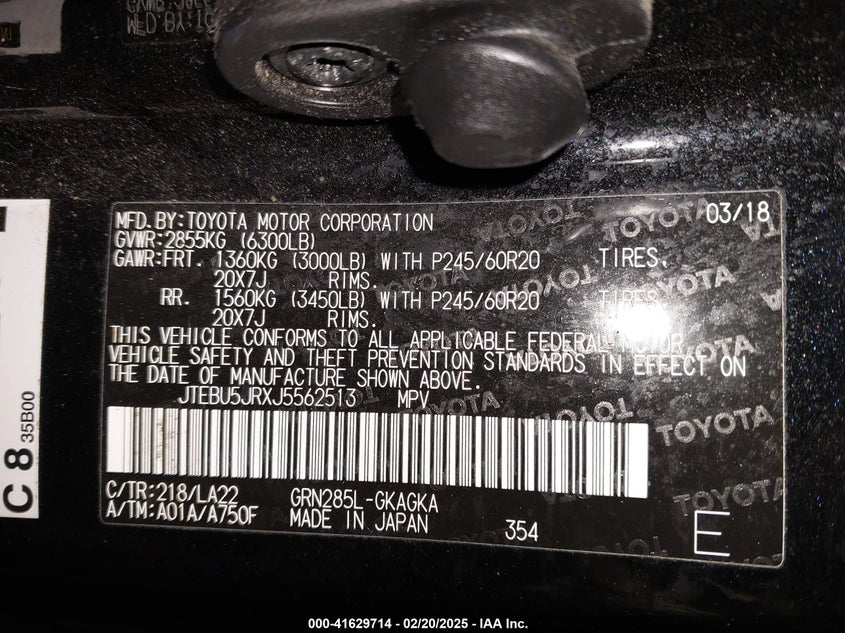 MFD.BY:TOYOTA MOTOR CORPORATION 03/18
GVWR:2855KG (6300LB)
GAWR:FRT. 1360KG (3000LB) WITH P245/60R20 TIRES,
20X7J RIMS.
RR. 1560KG (3450LB) WITH P245/60R20 TIRES,
20X7J RIMS.
THIS VEHICLE CONFORMS TO ALL APPLICABLE FEDERAL MOTOR
VEHICLE SAFETY AND THEFT PREVENTION STANDARDS IN EFFECT ON
THE DATE OF MANUFACTURE SHOWN ABOVE.
JTEBU5JRXJ5562513 MPV
C/TR:218/LA22 GRN285L-GKAGKA
A/TM:A01A/A750F MADE IN JAPAN 354 E
TOYOTA
C 8 35B00
000-41629714 - 02/20/2025 - IAA Inc.